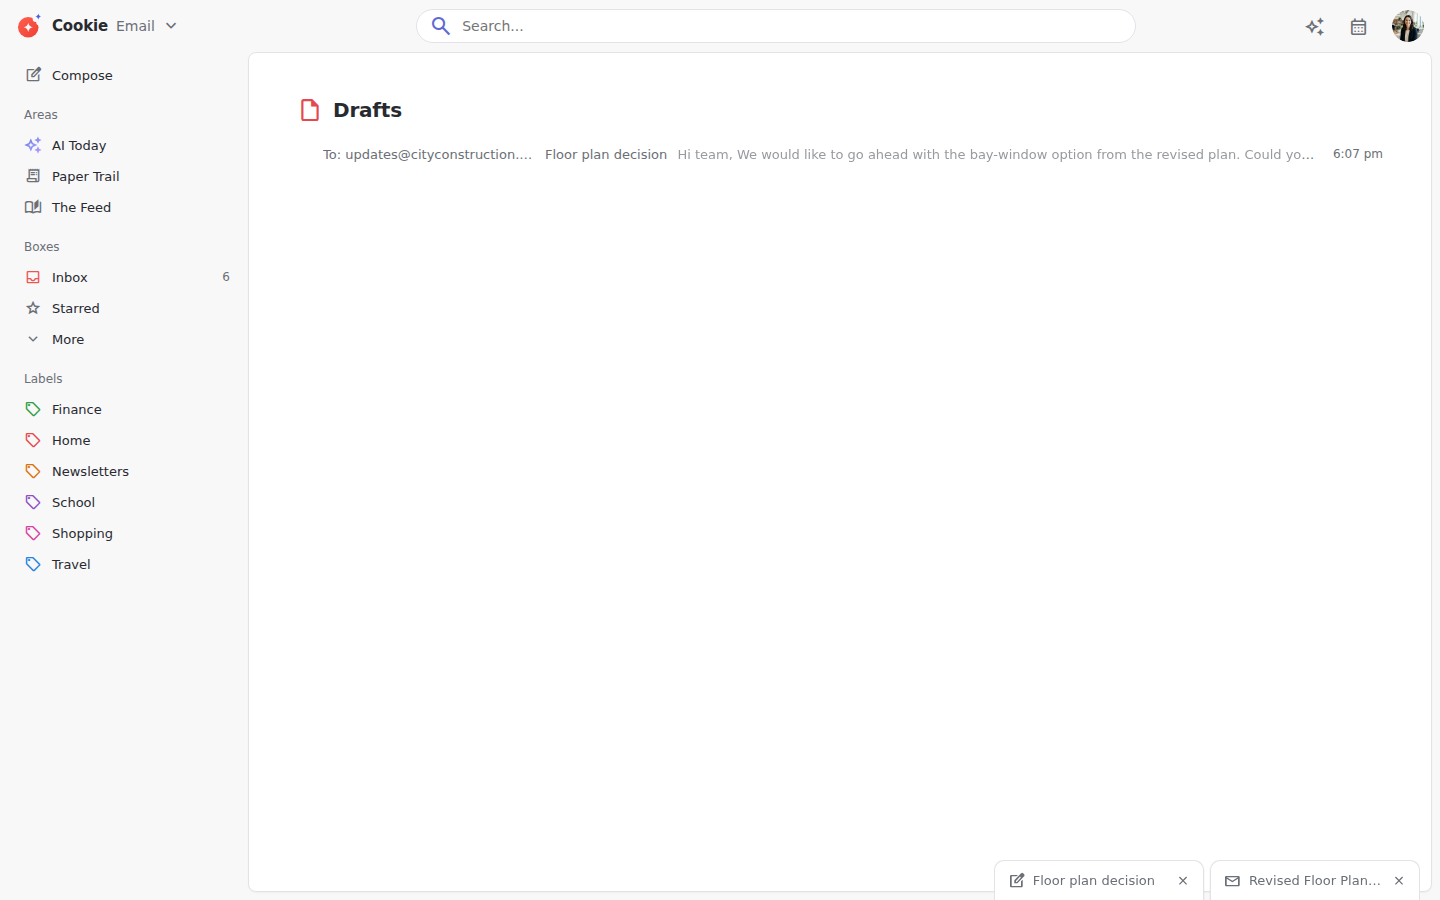 Cookie Email
Search...
Compose
Areas
AI Today
Paper Trail
The Feed
Boxes
Inbox 6
Starred
More
Labels
Finance
Home
Newsletters
School
Shopping
Travel
Drafts
To: updates@cityconstruction.... Floor plan decision Hi team, We would like to go ahead with the bay-window option from the revised plan. Could yo... 6:07 pm
Floor plan decision
Revised Floor Plan...